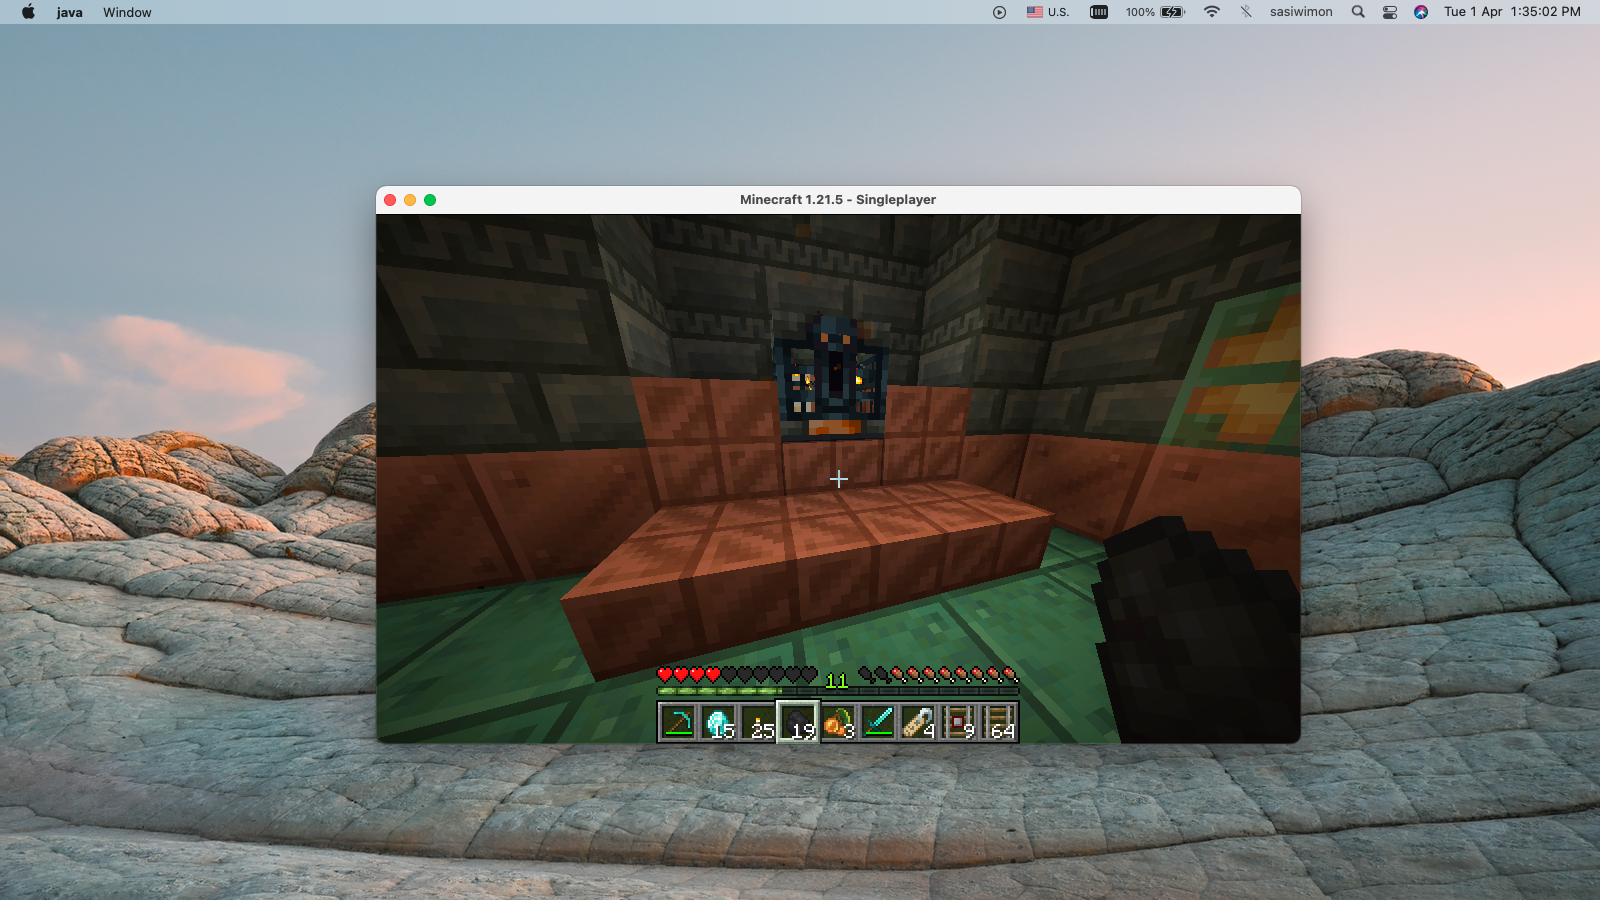 java Window U.S. 100% sasiwimon Tue 1 Apr 1:35:02 PM
Minecraft 1.21.5 - Singleplayer
11
15 25 19 3 4 9 64